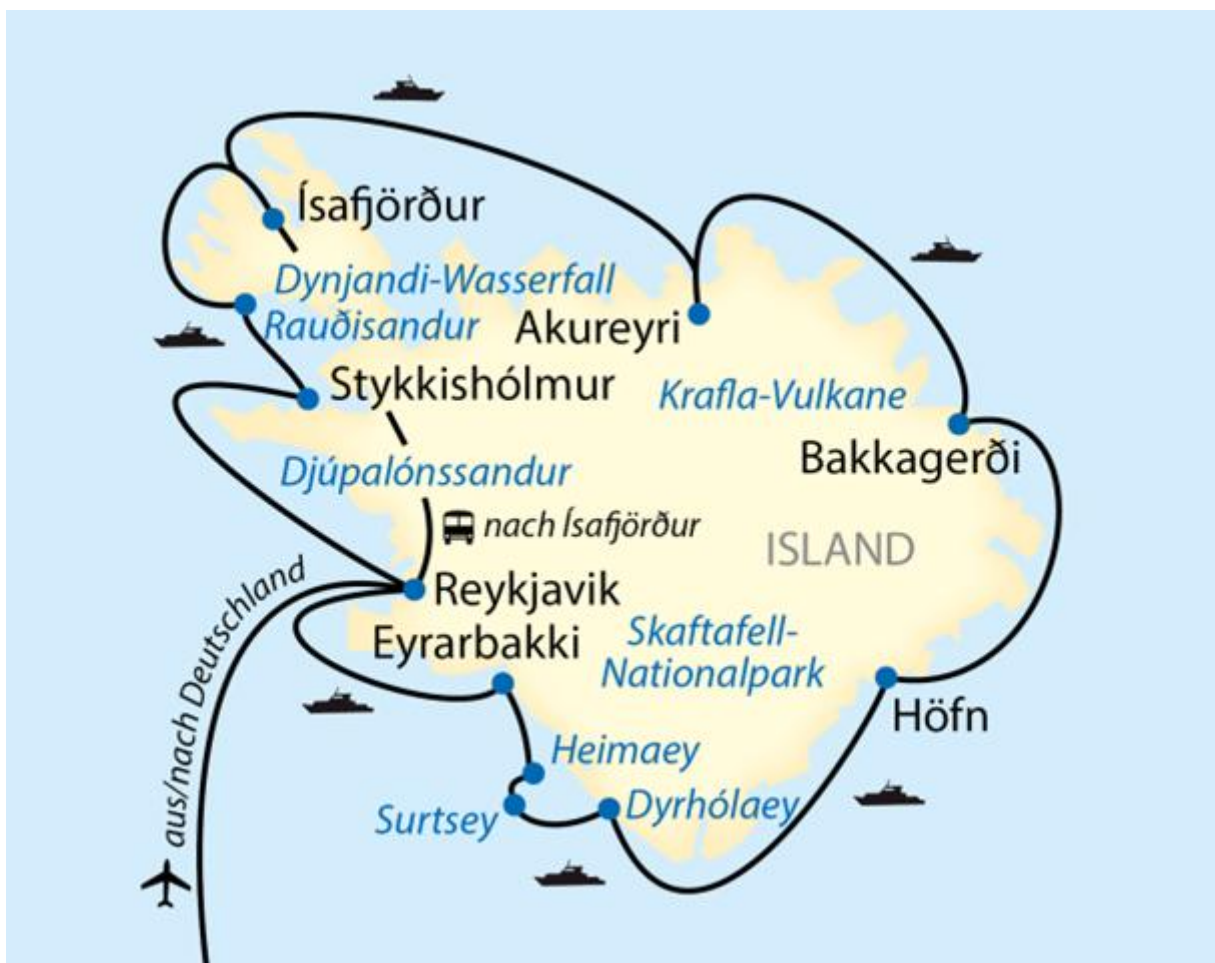 Ísafjörður
Dynjandi-Wasserfall
Rauðisandur
Akureyri
Stykkishólmur
Krafla-Vulkane
Bakkagerði
Djúpalónssandur
nach Ísafjörður
ISLAND
aus/nach Deutschland
Reykjavik
Eyrarbakki
Skaftafell-
Nationalpark
Höfn
Heimaey
Surtsey
Dyrhólaey